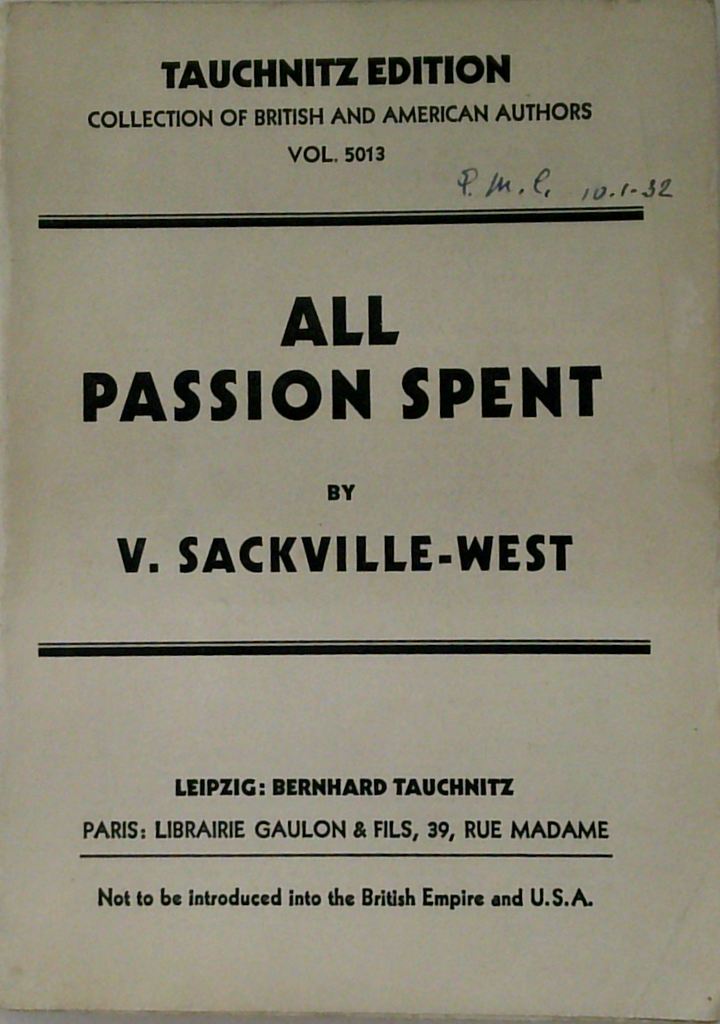 TAUCHNITZ EDITION
COLLECTION OF BRITISH AND AMERICAN AUTHORS
VOL. 5013
P. M. C. 10.1-32
ALL
PASSION SPENT
BY
V. SACKVILLE-WEST
LEIPZIG: BERNHARD TAUCHNITZ
PARIS: LIBRAIRIE GAULON & FILS, 39, RUE MADAME
Not to be introduced into the British Empire and U.S.A.